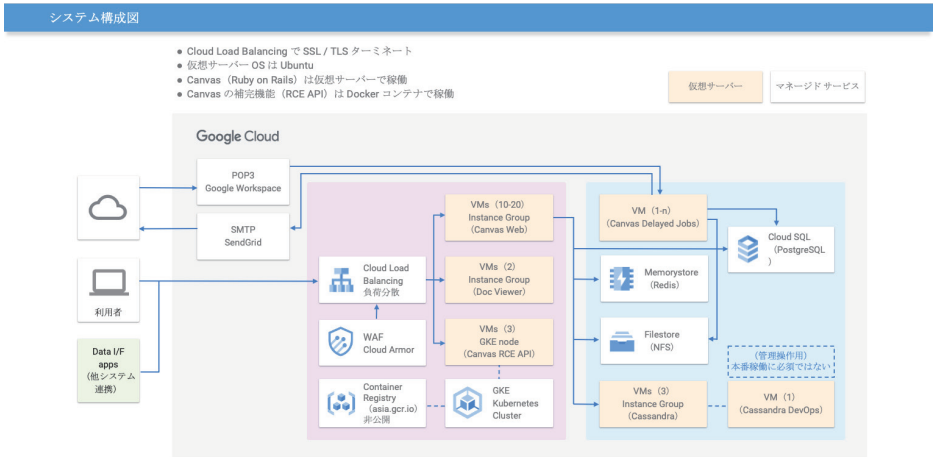 システム構成図
● Cloud Load Balancing で SSL / TLS ターミネート
● 仮想サーバー OS は Ubuntu
● Canvas（Ruby on Rails）は仮想サーバーで稼働
● Canvas の補完機能（RCE API）は Docker コンテナで稼働
仮想サーバー
マネージド サービス
Google Cloud
POP3
Google Workspace
SMTP
SendGrid
利用者
Data I/F
apps
（他システム
連携）
Cloud Load
Balancing
負荷分散
WAF
Cloud Armor
Container
Registry
（asia.gcr.io）
非公開
VMs（10-20）
Instance Group
（Canvas Web）
VMs（2）
Instance Group
（Doc Viewer）
VMs（3）
GKE node
（Canvas RCE API）
GKE
Kubernetes
Cluster
VM（1-n）
（Canvas Delayed Jobs）
Cloud SQL
（PostgreSQL
）
Memorystore
（Redis）
Filestore
（NFS）
（管理操作用）
本番稼働に必須ではない
VMs（3）
Instance Group
（Cassandra）
VM（1）
（Cassandra DevOps）